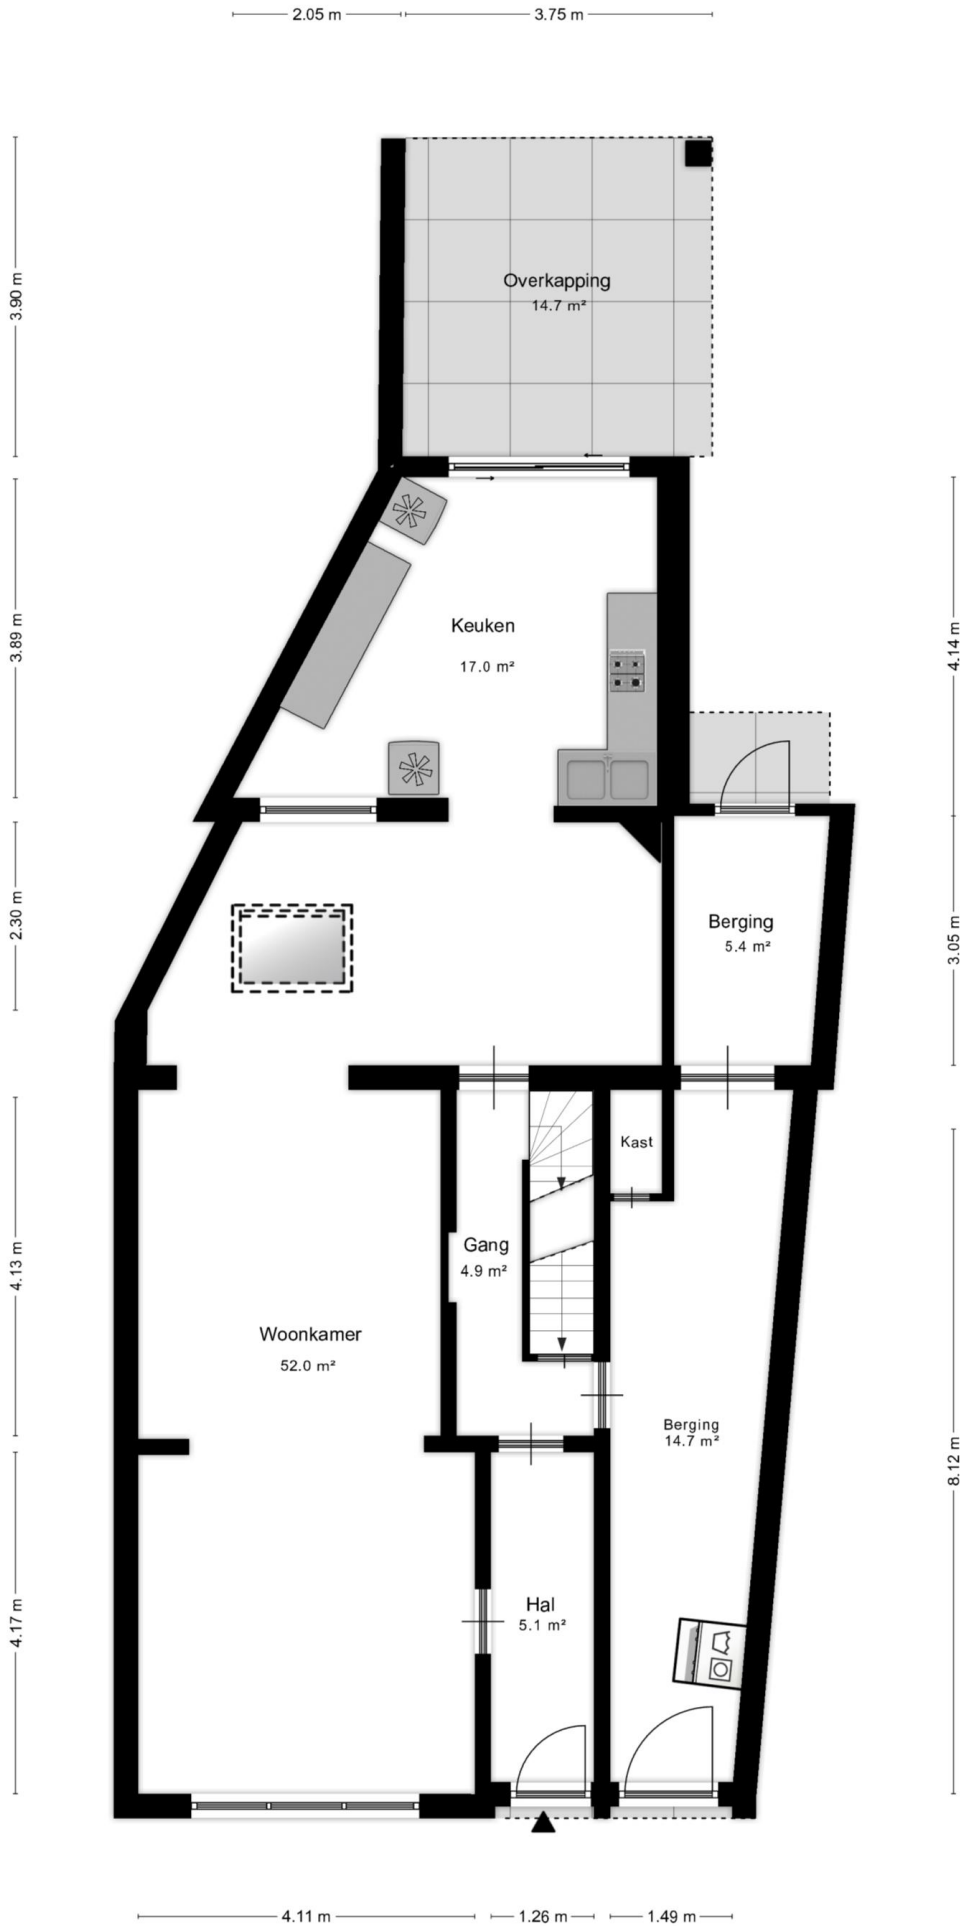 2.05 m
3.75 m
3.90 m
Overkapping
14.7 m²
3.89 m
Keuken
17.0 m²
4.14 m
2.30 m
Berging
5.4 m²
3.05 m
Kast
4.13 m
Gang
4.9 m²
Woonkamer
52.0 m²
Berging
14.7 m²
8.12 m
4.17 m
Hal
5.1 m²
4.11 m
1.26 m
1.49 m